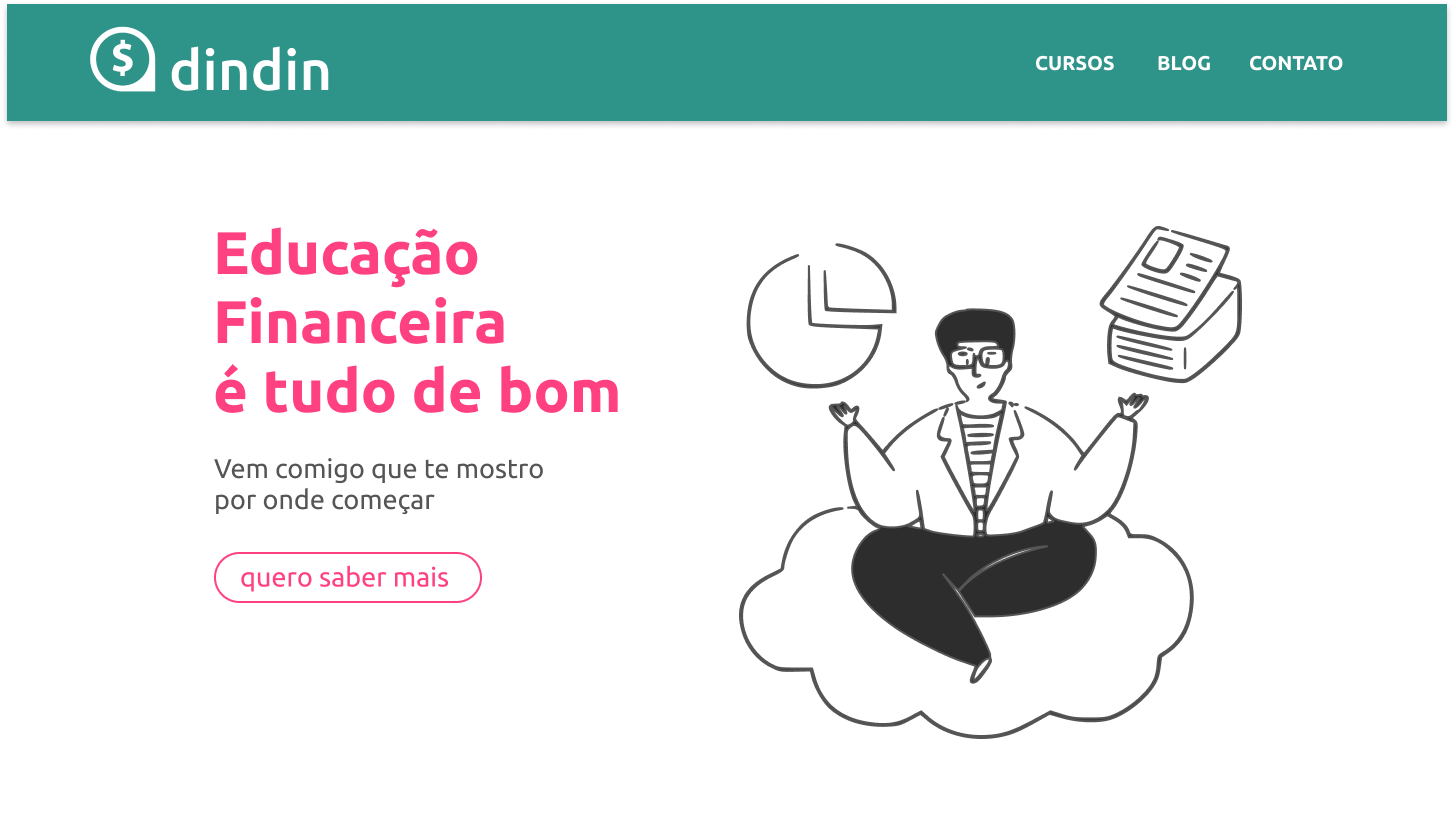 $ dindin
CURSOS BLOG CONTATO
Educação
Financeira
é tudo de bom
Vem comigo que te mostro
por onde começar
quero saber mais